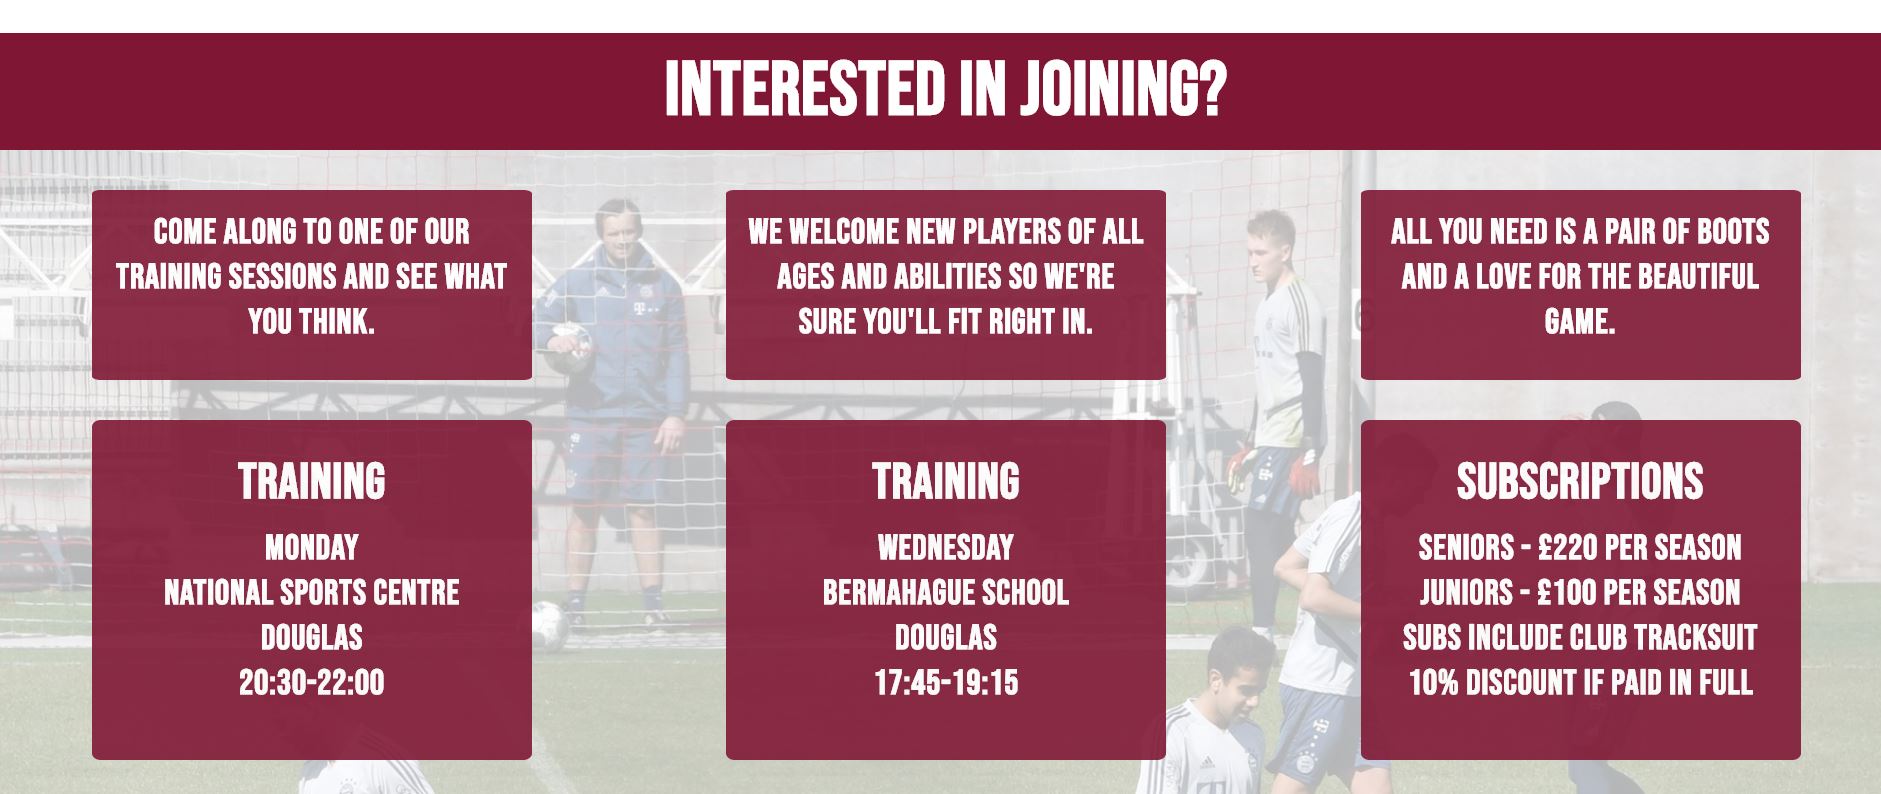 INTERESTED IN JOINING?
COME ALONG TO ONE OF OUR
TRAINING SESSIONS AND SEE WHAT
YOU THINK.
WE WELCOME NEW PLAYERS OF ALL
AGES AND ABILITIES SO WE'RE
SURE YOU'LL FIT RIGHT IN.
ALL YOU NEED IS A PAIR OF BOOTS
AND A LOVE FOR THE BEAUTIFUL
GAME.
TRAINING
MONDAY
NATIONAL SPORTS CENTRE
DOUGLAS
20:30-22:00
TRAINING
WEDNESDAY
BERMAHAGUE SCHOOL
DOUGLAS
17:45-19:15
SUBSCRIPTIONS
SENIORS - £220 PER SEASON
JUNIORS - £100 PER SEASON
SUBS INCLUDE CLUB TRACKSUIT
10% DISCOUNT IF PAID IN FULL